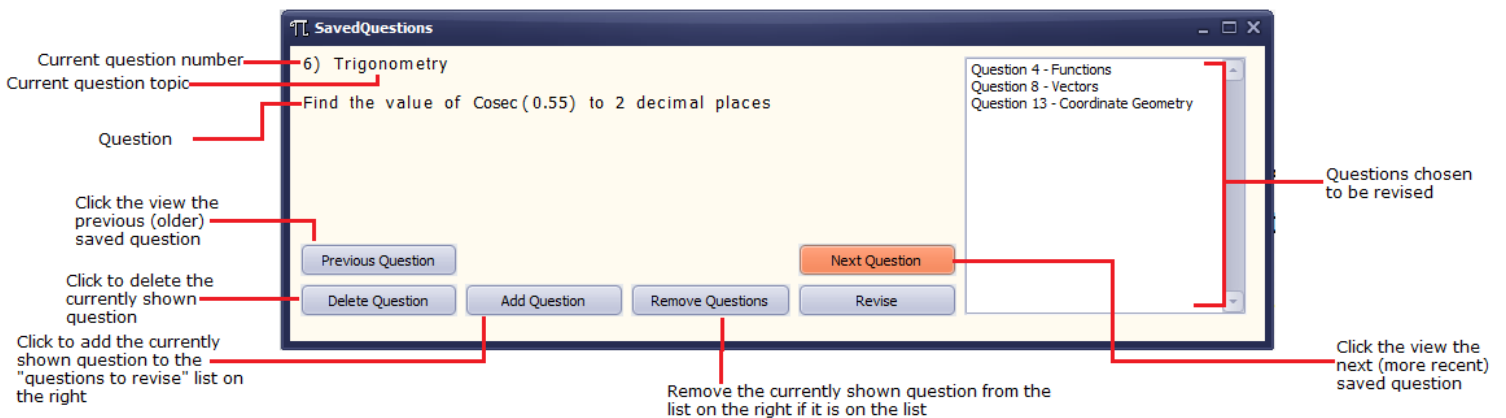 SavedQuestions
Current question number
6) Trigonometry
Current question topic
Find the value of Cosec(0.55) to 2 decimal places
Question
Question 4 - Functions
Question 8 - Vectors
Question 13 - Coordinate Geometry
Questions chosen
to be revised
Click the view the
previous (older)
saved question
Previous Question
Next Question
Click to delete the
currently shown
question
Delete Question
Add Question
Remove Questions
Revise
Click to add the currently
shown question to the
"questions to revise" list on
the right
Remove the currently shown question from the
list on the right if it is on the list
Click the view the
next (more recent)
saved question